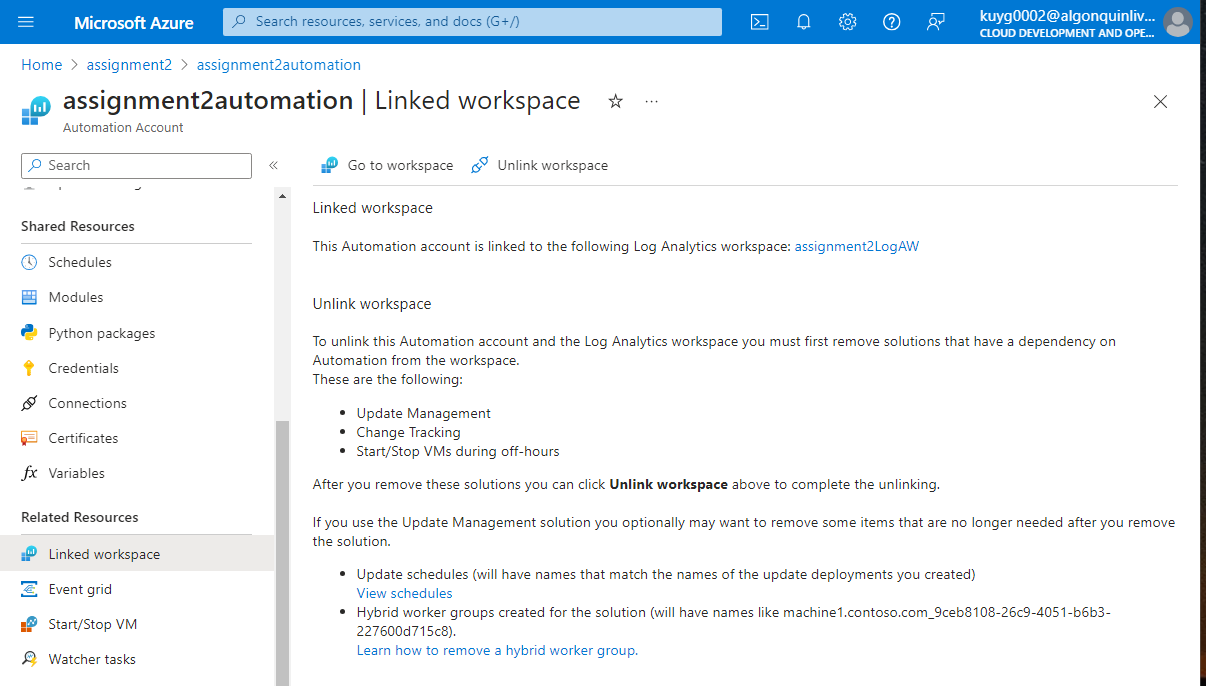 Microsoft Azure
Search resources, services, and docs (G+/)
kuyg0002@algonquinliv...
CLOUD DEVELOPMENT AND OPE...
Home > assignment2 > assignment2automation
assignment2automation | Linked workspace
Automation Account
Search
«
Go to workspace
Unlink workspace
Shared Resources
Schedules
Modules
Python packages
Credentials
Connections
Certificates
Variables
Related Resources
Linked workspace
Event grid
Start/Stop VM
Watcher tasks
Linked workspace
This Automation account is linked to the following Log Analytics workspace: assignment2LogAW
Unlink workspace
To unlink this Automation account and the Log Analytics workspace you must first remove solutions that have a dependency on
Automation from the workspace.
These are the following:
• Update Management
• Change Tracking
• Start/Stop VMs during off-hours
After you remove these solutions you can click Unlink workspace above to complete the unlinking.
If you use the Update Management solution you optionally may want to remove some items that are no longer needed after you remove
the solution.
• Update schedules (will have names that match the names of the update deployments you created)
View schedules
• Hybrid worker groups created for the solution (will have names like machine1.contoso.com_9ceb8108-26c9-4051-b6b3-
227600d715c8).
Learn how to remove a hybrid worker group.